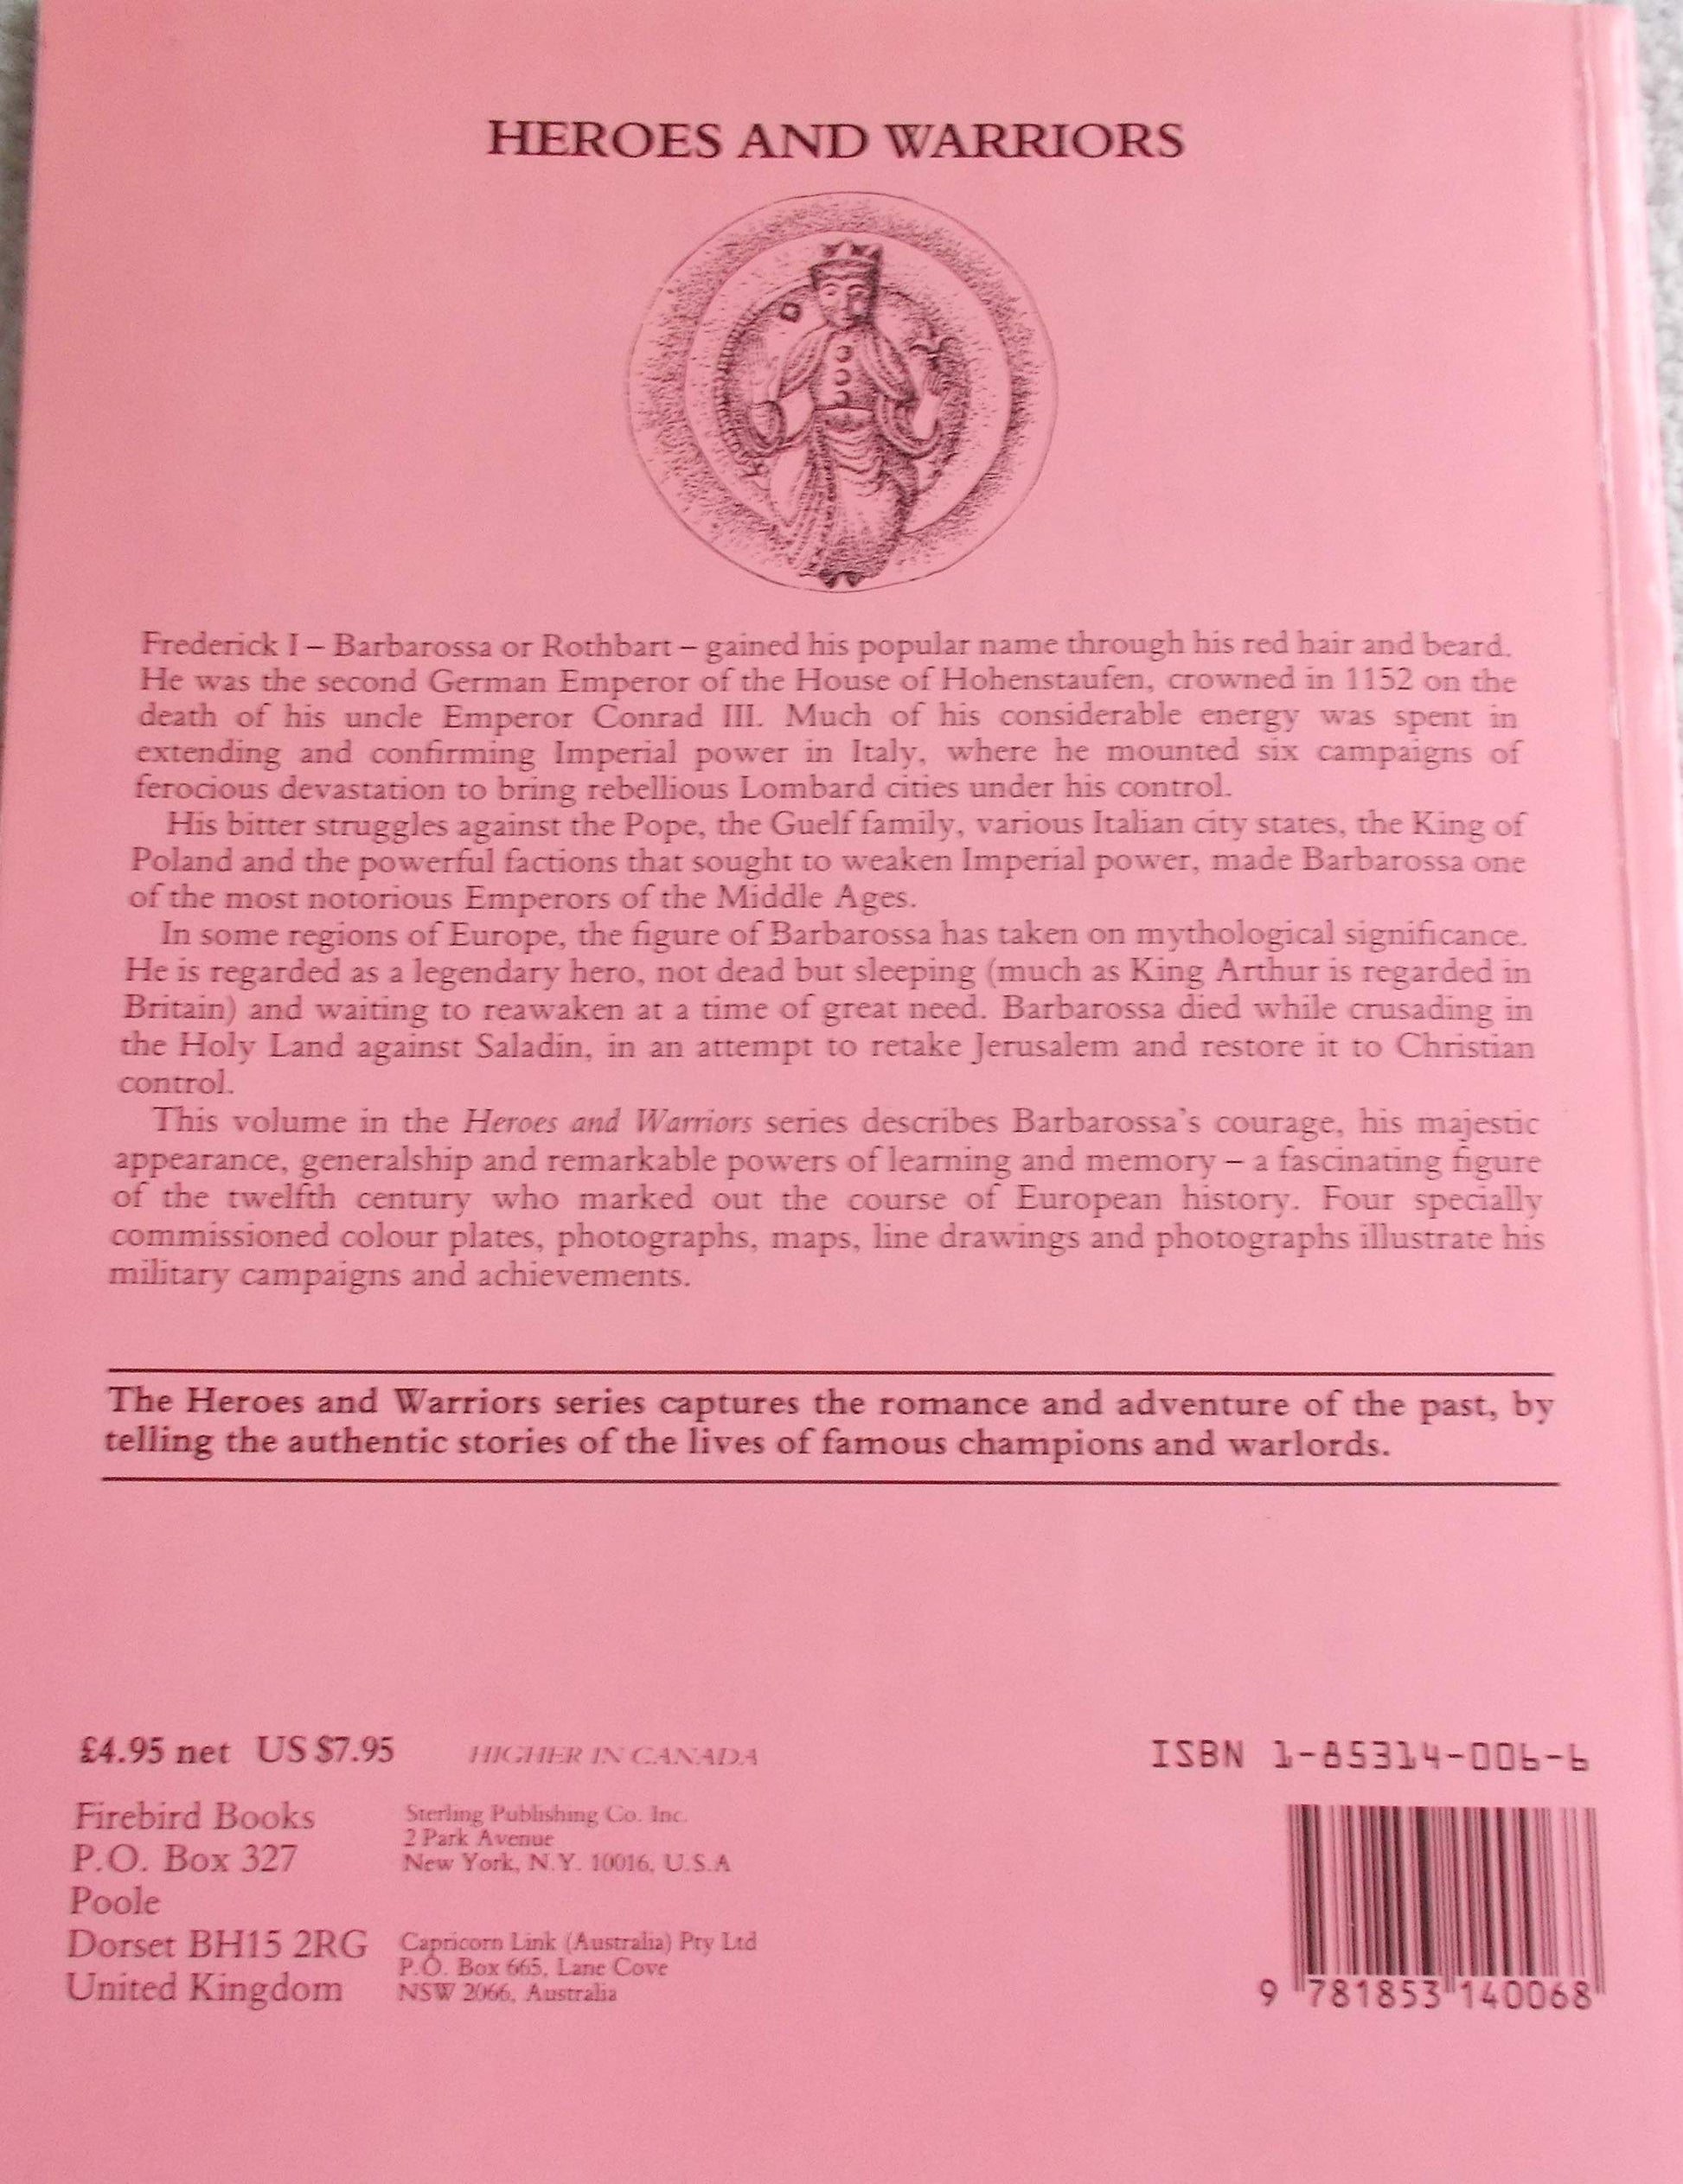 HEROES AND WARRIORS
Frederick I – Barbarossa or Rothbart – gained his popular name through his red hair and beard.
He was the second German Emperor of the House of Hohenstaufen, crowned in 1152 on the
death of his uncle Emperor Conrad III. Much of his considerable energy was spent in
extending and confirming Imperial power in Italy, where he mounted six campaigns of
ferocious devastation to bring rebellious Lombard cities under his control.
His bitter struggles against the Pope, the Guelf family, various Italian city states, the King of
Poland and the powerful factions that sought to weaken Imperial power, made Barbarossa one
of the most notorious Emperors of the Middle Ages.
In some regions of Europe, the figure of Barbarossa has taken on mythological significance.
He is regarded as a legendary hero, not dead but sleeping (much as King Arthur is regarded in
Britain) and waiting to reawaken at a time of great need. Barbarossa died while crusading in
the Holy Land against Saladin, in an attempt to retake Jerusalem and restore it to Christian
control.
This volume in the Heroes and Warriors series describes Barbarossa's courage, his majestic
appearance, generalship and remarkable powers of learning and memory – a fascinating figure
of the twelfth century who marked out the course of European history. Four specially
commissioned colour plates, photographs, maps, line drawings and photographs illustrate his
military campaigns and achievements.
The Heroes and Warriors series captures the romance and adventure of the past, by
telling the authentic stories of the lives of famous champions and warlords.
£4.95 net US $7.95 HIGHER IN CANADA
Firebird Books
P.O. Box 327
Poole
Dorset BH15 2RG
United Kingdom
Sterling Publishing Co. Inc.
2 Park Avenue
New York, N.Y. 10016, U.S.A
Capricorn Link (Australia) Pty Ltd
P.O. Box 665, Lane Cove
NSW 2066, Australia
ISBN 1-85314-006-6
9 781853 140068